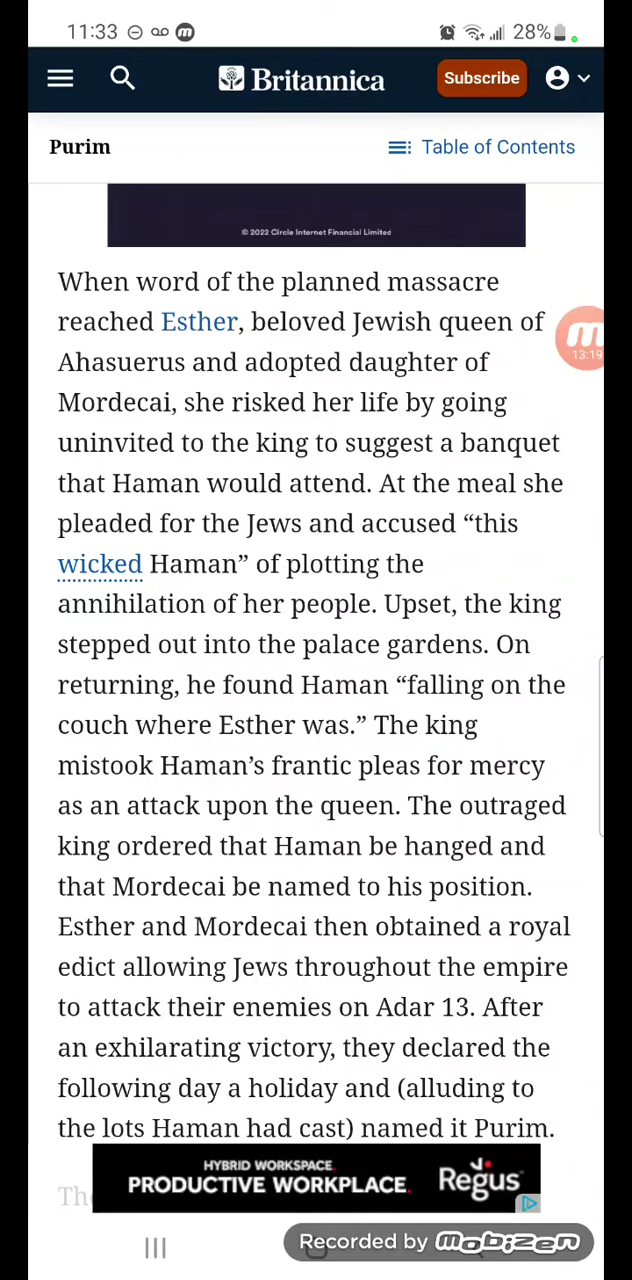 11:33 28%
Britannica Subscribe
Purim Table of Contents
© 2022 Circle Internet Financial Limited
When word of the planned massacre
reached Esther, beloved Jewish queen of
Ahasuerus and adopted daughter of
13:19
Mordecai, she risked her life by going
uninvited to the king to suggest a banquet
that Haman would attend. At the meal she
pleaded for the Jews and accused “this
wicked Haman” of plotting the
annihilation of her people. Upset, the king
stepped out into the palace gardens. On
returning, he found Haman “falling on the
couch where Esther was.” The king
mistook Haman’s frantic pleas for mercy
as an attack upon the queen. The outraged
king ordered that Haman be hanged and
that Mordecai be named to his position.
Esther and Mordecai then obtained a royal
edict allowing Jews throughout the empire
to attack their enemies on Adar 13. After
an exhilarating victory, they declared the
following day a holiday and (alluding to
the lots Haman had cast) named it Purim.
HYBRID WORKSPACE.
PRODUCTIVE WORKPLACE. Regus
Recorded by mobizen